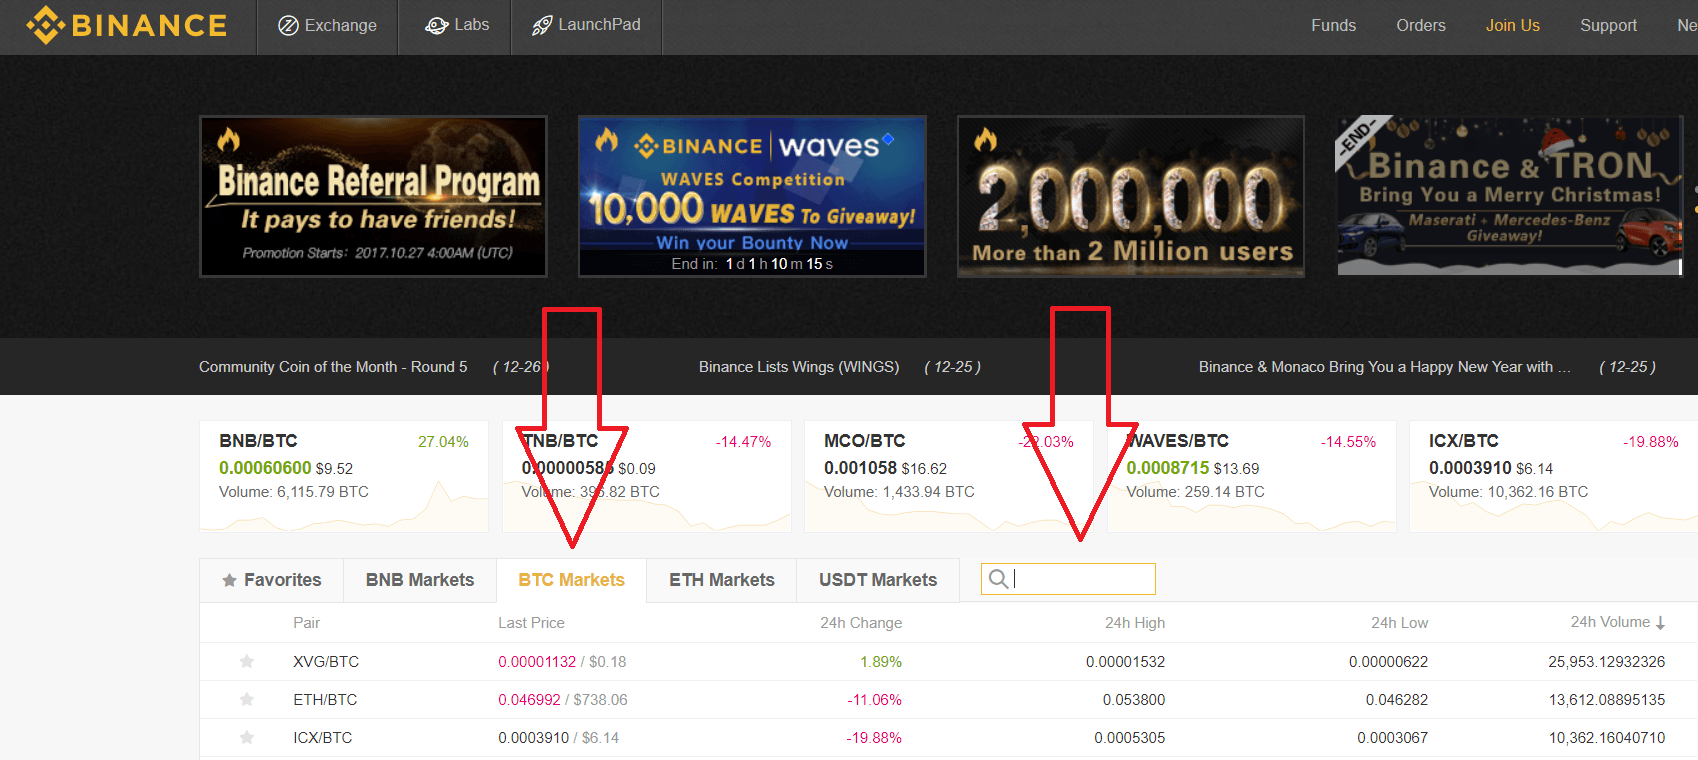 BINANCE
Exchange
Labs
LaunchPad
Funds
Orders
Join Us
Support
Binance Referral Program
It pays to have friends!
Promotion Starts: 2017.10.27 4:00AM (UTC)
BINANCE | waves
WAVES Competition
10,000 WAVES To Giveaway!
Win your Bounty Now
End in: 1 d 1 h 10 m 15 s
2,000,000
More than 2 Million users
-END-
Binance & TRON
Bring You a Merry Christmas!
Maserati + Mercedes-Benz
Giveaway!
Community Coin of the Month - Round 5 ( 12-26 )
Binance Lists Wings (WINGS) ( 12-25 )
Binance & Monaco Bring You a Happy New Year with ... ( 12-25 )
BNB/BTC 27.04%
0.00060600 $9.52
Volume: 6,115.79 BTC
TNB/BTC -14.47%
0.00000586 $0.09
Volume: 396.82 BTC
MCO/BTC -22.03%
0.001058 $16.62
Volume: 1,433.94 BTC
WAVES/BTC -14.55%
0.0008715 $13.69
Volume: 259.14 BTC
ICX/BTC -19.88%
0.0003910 $6.14
Volume: 10,362.16 BTC
Favorites
BNB Markets
BTC Markets
ETH Markets
USDT Markets
Pair Last Price 24h Change 24h High 24h Low 24h Volume
XVG/BTC 0.00001132 / $0.18 1.89% 0.00001532 0.00000622 25,953.12932326
ETH/BTC 0.046992 / $738.06 -11.06% 0.053800 0.046282 13,612.08895135
ICX/BTC 0.0003910 / $6.14 -19.88% 0.0005305 0.0003067 10,362.16040710